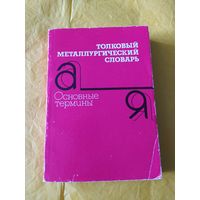 ТОЛКОВЫЙ
МЕТАЛЛУРГИЧЕСКИЙ
СЛОВАРЬ
а
Основные
термины
я